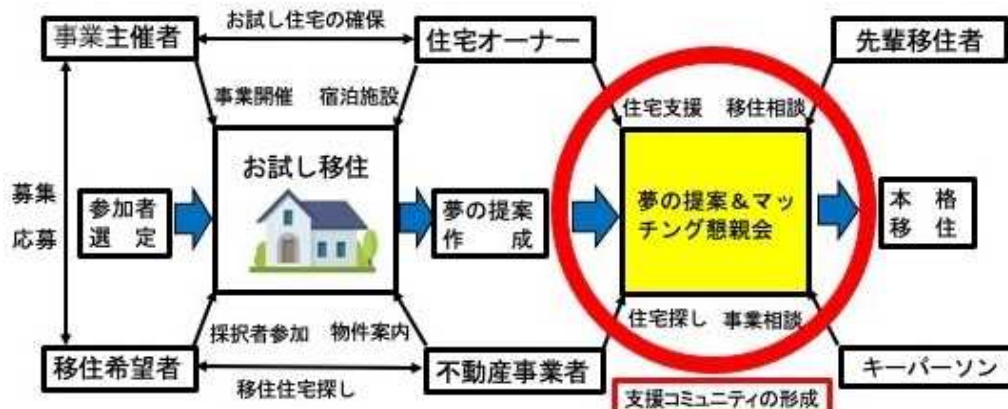 お試し住宅の確保
事業主催者
住宅オーナー
先輩移住者
事業開催
宿泊施設
住宅支援
移住相談
募集
応募
参加者
選　定
お試し移住
夢の提案
作　成
夢の提案＆マッ
チング懇親会
本　格
移　住
採択者参加
物件案内
住宅探し
事業相談
移住希望者
移住住宅探し
不動産事業者
キーパーソン
支援コミュニティの形成